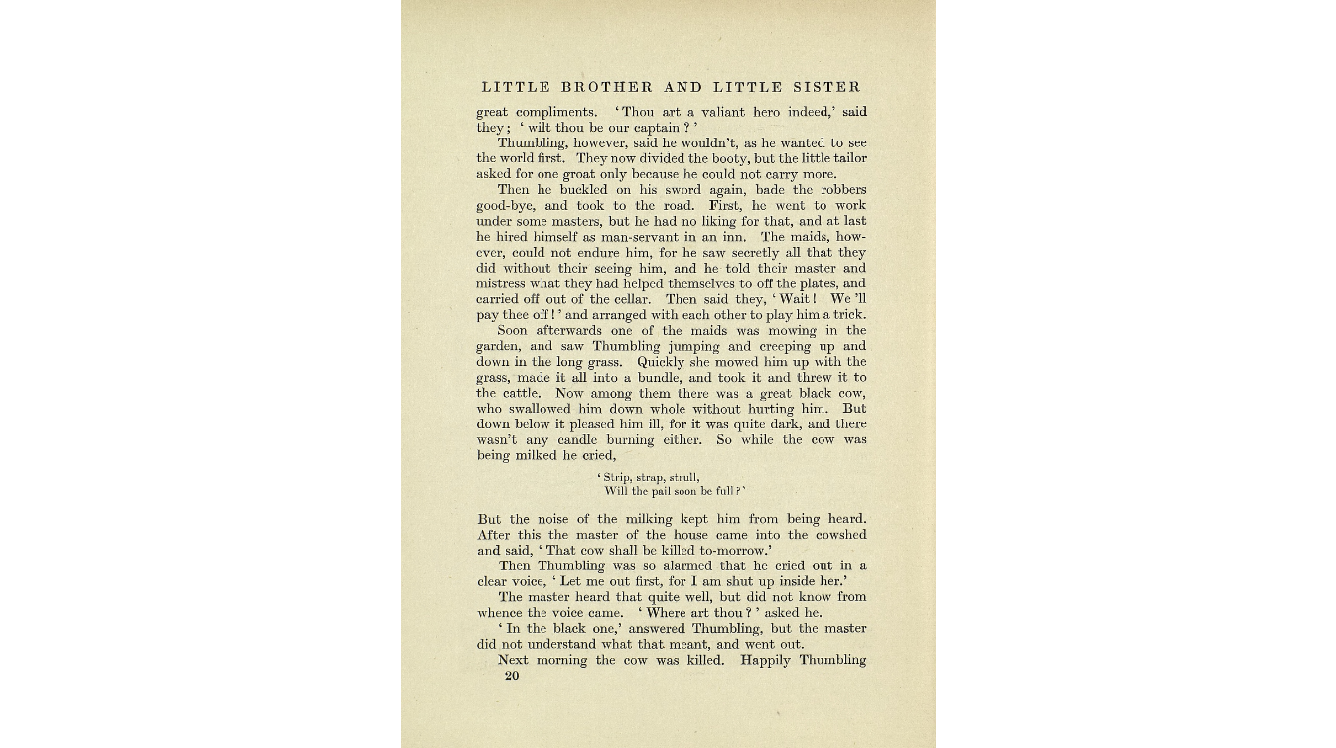 LITTLE BROTHER AND LITTLE SISTER
great compliments. ‘Thou art a valiant hero indeed,’ said
they; ‘wilt thou be our captain?’
Thumbling, however, said he wouldn’t, as he wanted to see
the world first. They now divided the booty, but the little tailor
asked for one groat only because he could not carry more.
Then he buckled on his sword again, bade the robbers
good-bye, and took to the road. First, he went to work
under some masters, but he had no liking for that, and at last
he hired himself as man-servant in an inn. The maids, how-
ever, could not endure him, for he saw secretly all that they
did without their seeing him, and he told their master and
mistress what they had helped themselves to off the plates, and
carried off out of the cellar. Then said they, ‘Wait! We’ll
pay thee off!’ and arranged with each other to play him a trick.
Soon afterwards one of the maids was mowing in the
garden, and saw Thumbling jumping and creeping up and
down in the long grass. Quickly she mowed him up with the
grass, made it all into a bundle, and took it and threw it to
the cattle. Now among them there was a great black cow,
who swallowed him down whole without hurting him. But
down below it pleased him ill, for it was quite dark, and there
wasn’t any candle burning either. So while the cow was
being milked he cried,
‘Strip, strap, strull,
Will the pail soon be full?’
But the noise of the milking kept him from being heard.
After this the master of the house came into the cowshed
and said, ‘That cow shall be killed to-morrow.’
Then Thumbling was so alarmed that he cried out in a
clear voice, ‘Let me out first, for I am shut up inside her.’
The master heard that quite well, but did not know from
whence the voice came. ‘Where art thou?’ asked he.
‘In the black one,’ answered Thumbling, but the master
did not understand what that meant, and went out.
Next morning the cow was killed. Happily Thumbling
20